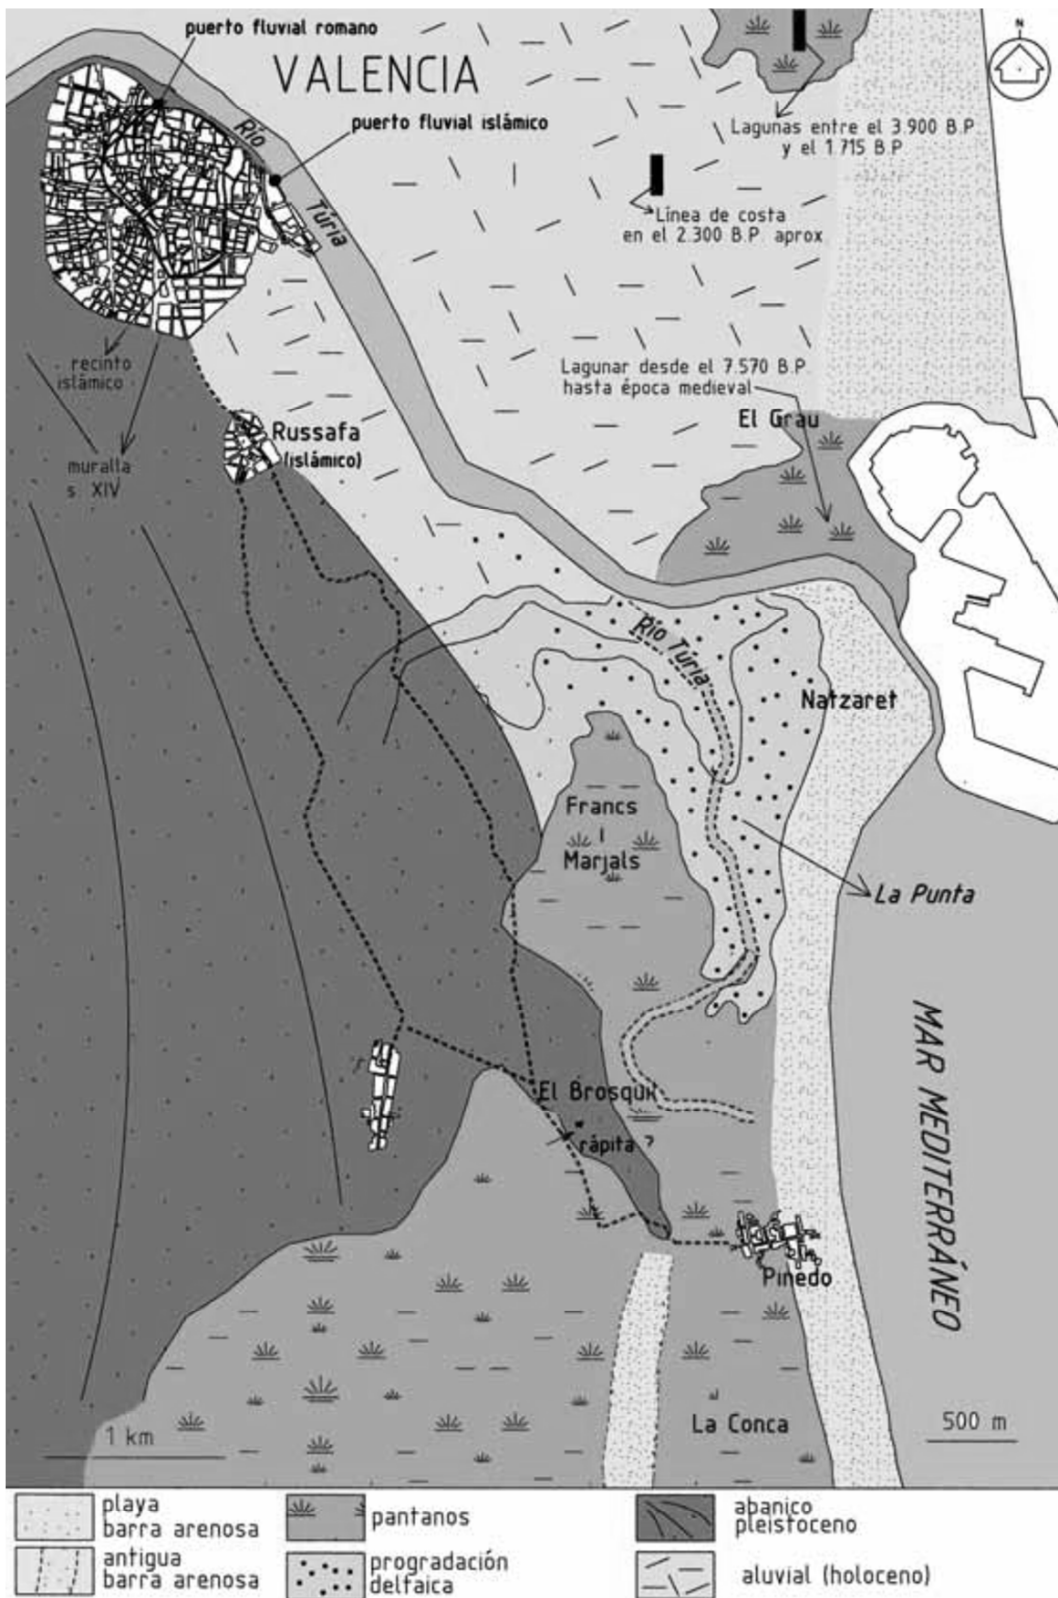 puerto fluvial romano
VALENCIA
N
puerto fluvial islámico
Río
Túria
Lagunas entre el 3.900 B.P.
y el 1.715 B.P
Línea de costa
en el 2.300 B.P. aprox
recinto
islámico
Lagunar desde el 7.570 B.P
hasta época medieval
El Grau
Russafa
(islámico)
muralla
s XIV
Río Túria
Natzaret
Francs
i
Marjals
La Punta
MAR MEDITERRÁNEO
El Brosquil
rápita ?
Pinedo
La Conca
1 km
500 m
playa
barra arenosa
pantanos
abanico
pleistoceno
antigua
barra arenosa
progradación
deltaica
aluvial (holoceno)